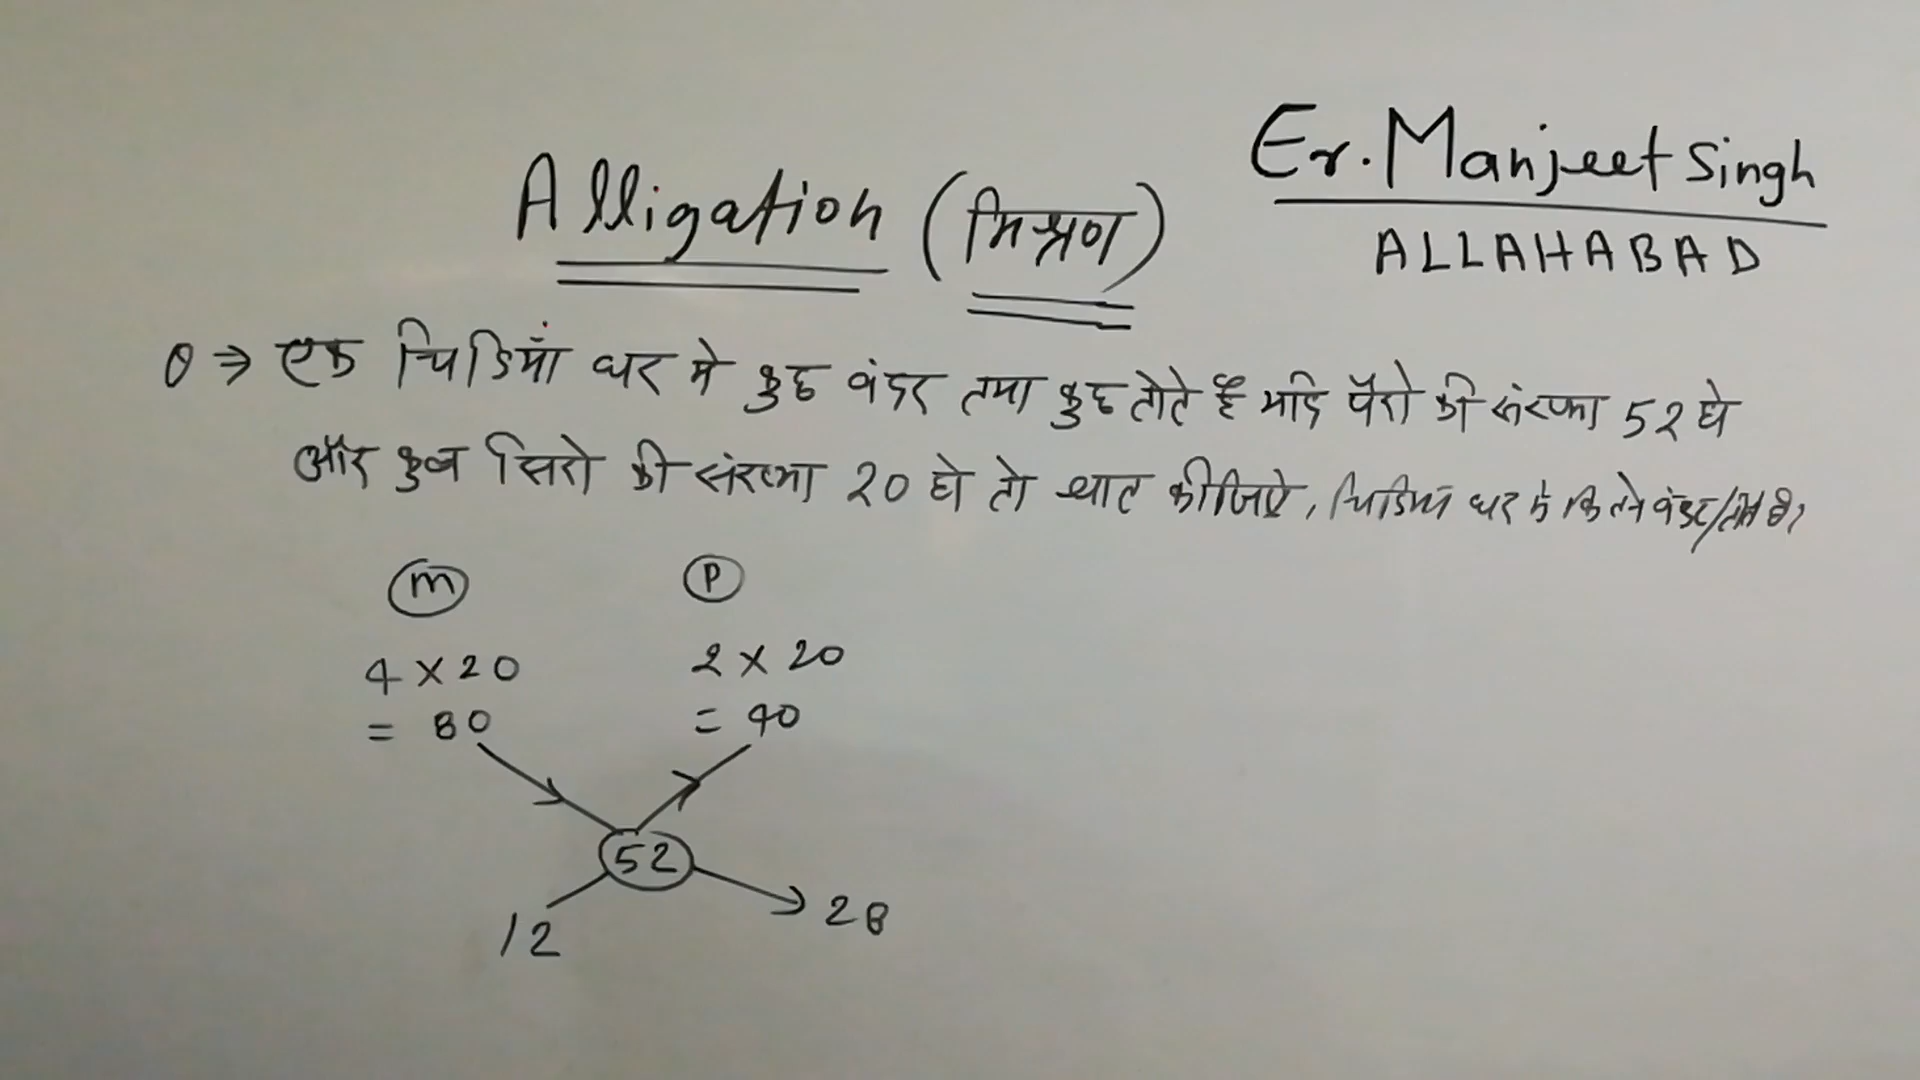 Er. Manjeet Singh
ALLAHABAD
Alligation (मिश्रण)
θ ⇒ एक चिडियाँ घर मे कुछ बंदर तथा कुछ तोते है यदि पैरो की संख्या 52 हो
और कुल सिरो की संख्या 20 हो तो ज्ञात कीजिऐ, चिडियाँ घर मे कितने बंदर/तोते है?
m P
4 × 20 2 × 20
= 80 = 40
52
12 28